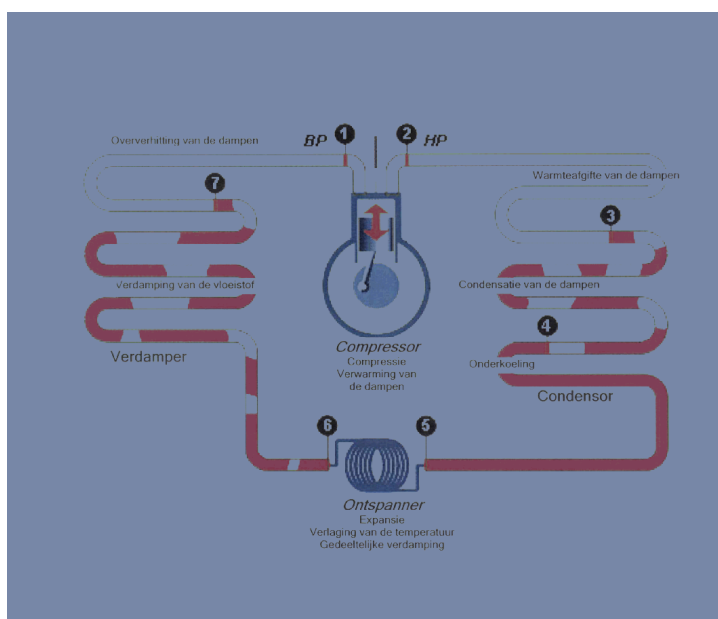 Oververhitting van de dampen
BP
1
2
HP
Warmteafgifte van de dampen
7
3
Verdamping van de vloeistof
Condensatie van de dampen
4
Compressor
Compressie
Verwarming van
de dampen
Verdamper
Onderkoeling
Condensor
6
5
Ontspanner
Expansie
Verlaging van de temperatuur
Gedeeltelijke verdamping